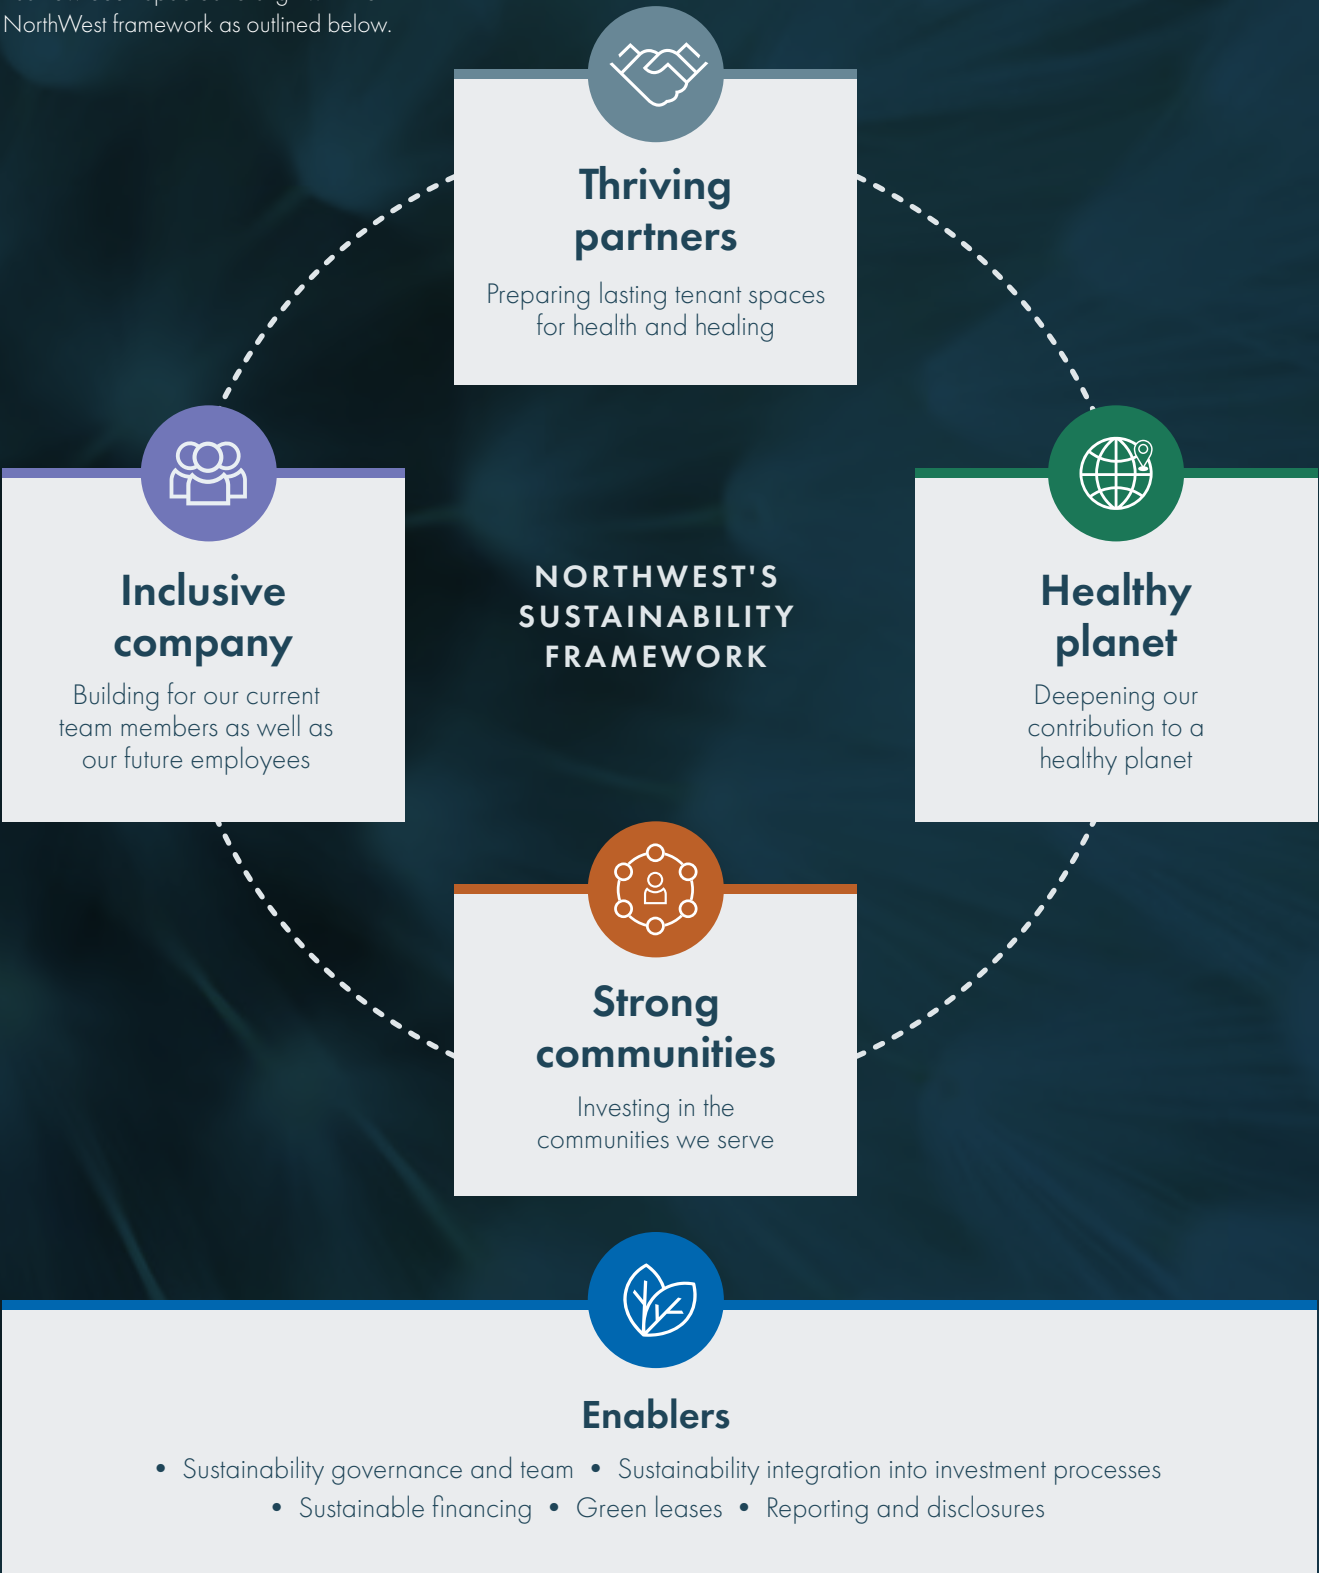 NorthWest framework as outlined below.
Thriving
partners
Preparing lasting tenant spaces
for health and healing
Inclusive
company
Building for our current
team members as well as
our future employees
NORTHWEST'S
SUSTAINABILITY
FRAMEWORK
Healthy
planet
Deepening our
contribution to a
healthy planet
Strong
communities
Investing in the
communities we serve
Enablers
• Sustainability governance and team • Sustainability integration into investment processes
• Sustainable financing • Green leases • Reporting and disclosures